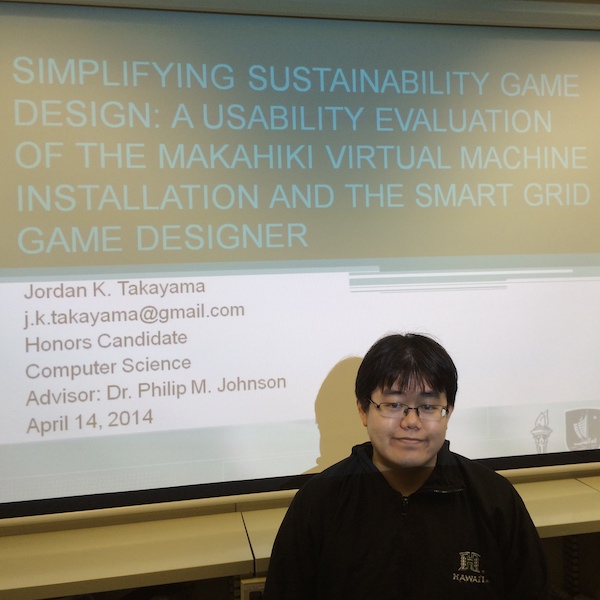 SIMPLIFYING SUSTAINABILITY GAME
DESIGN: A USABILITY EVALUATION
OF THE MAKAHIKI VIRTUAL MACHINE
INSTALLATION AND THE SMART GRID
GAME DESIGNER
Jordan K. Takayama
j.k.takayama@gmail.com
Honors Candidate
Computer Science
Advisor: Dr. Philip M. Johnson
April 14, 2014
H
HAWAI'I